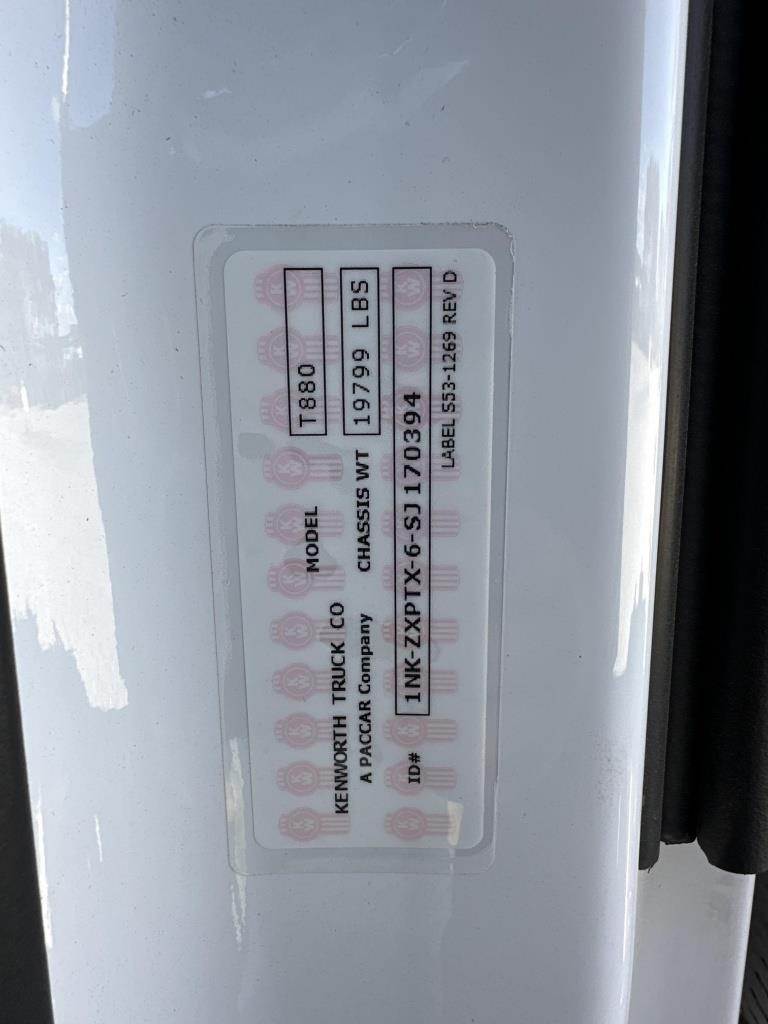 MODEL T880
KENWORTH TRUCK CO
A PACCAR Company CHASSIS WT 19799 LBS
ID# 1NK-ZXPTX-6-SJ170394
LABEL S53-1269 REV D